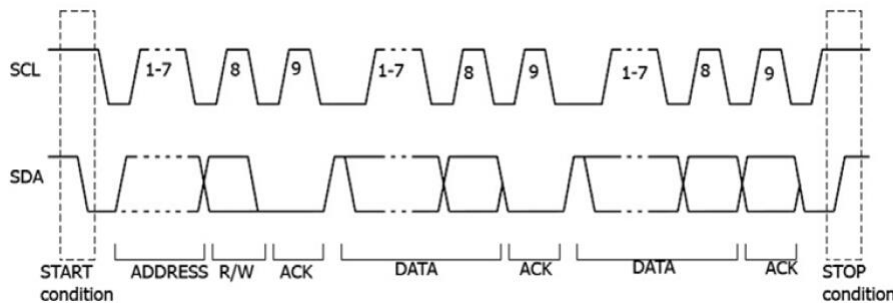 SCL 1-7 8 9 1-7 8 9 1-7 8 9
SDA
START ADDRESS R/W ACK DATA ACK DATA ACK STOP
condition condition